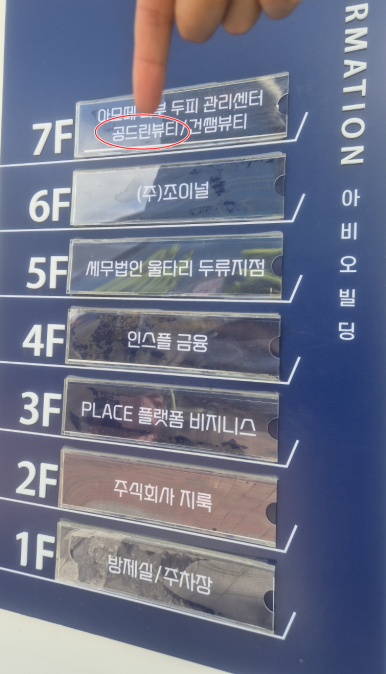 RMATION
아비오빌딩
7F
두피 관리센터
공드린뷰티/건쌤뷰티
6F
(주)조이널
5F
세무법인 울타리 두류지점
4F
인스플 금융
3F
PLACE 플랫폼 비지니스
2F
주식회사 지룩
1F
방제실/주차장